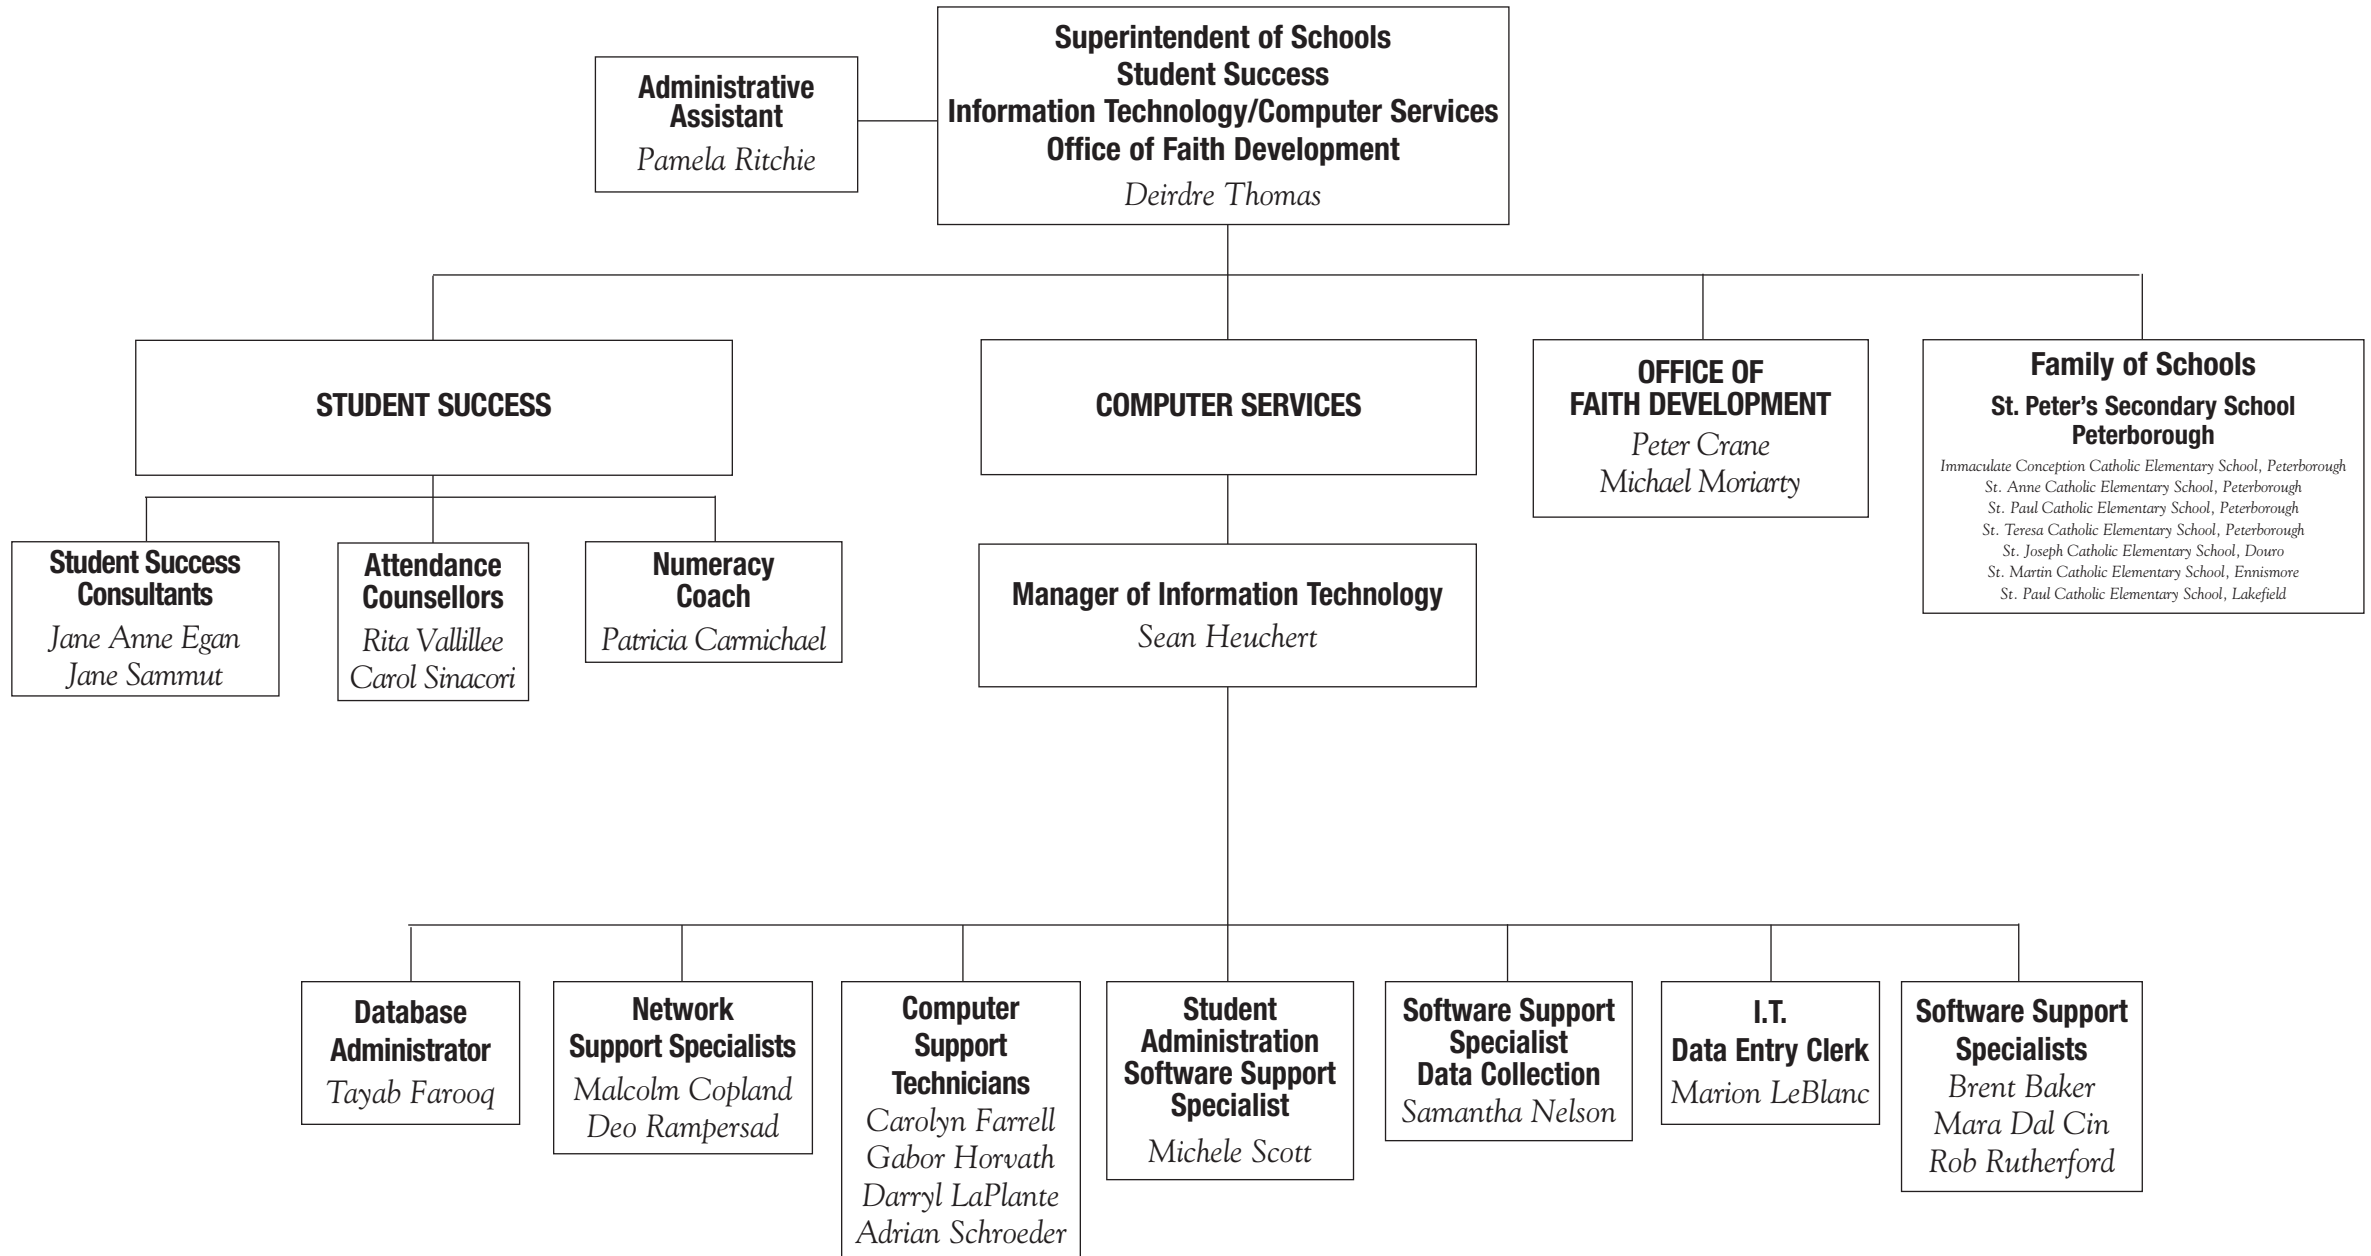 Superintendent of Schools
Student Success
Information Technology/Computer Services
Office of Faith Development
Deirdre Thomas
Administrative
Assistant
Pamela Ritchie
STUDENT SUCCESS
COMPUTER SERVICES
OFFICE OF
FAITH DEVELOPMENT
Peter Crane
Michael Moriarty
Family of Schools
St. Peter's Secondary School
Peterborough
Immaculate Conception Catholic Elementary School, Peterborough
St. Anne Catholic Elementary School, Peterborough
St. Paul Catholic Elementary School, Peterborough
St. Teresa Catholic Elementary School, Peterborough
St. Joseph Catholic Elementary School, Douro
St. Martin Catholic Elementary School, Ennismore
St. Paul Catholic Elementary School, Lakefield
Student Success
Consultants
Jane Anne Egan
Jane Sammut
Attendance
Counsellors
Rita Vallillee
Carol Sinacori
Numeracy
Coach
Patricia Carmichael
Manager of Information Technology
Sean Heuchert
Database
Administrator
Tayab Farooq
Network
Support Specialists
Malcolm Copland
Deo Rampersad
Computer
Support
Technicians
Carolyn Farrell
Gabor Horvath
Darryl LaPlante
Adrian Schroeder
Student
Administration
Software Support
Specialist
Michele Scott
Software Support
Specialist
Data Collection
Samantha Nelson
I.T.
Data Entry Clerk
Marion LeBlanc
Software Support
Specialists
Brent Baker
Mara Dal Cin
Rob Rutherford